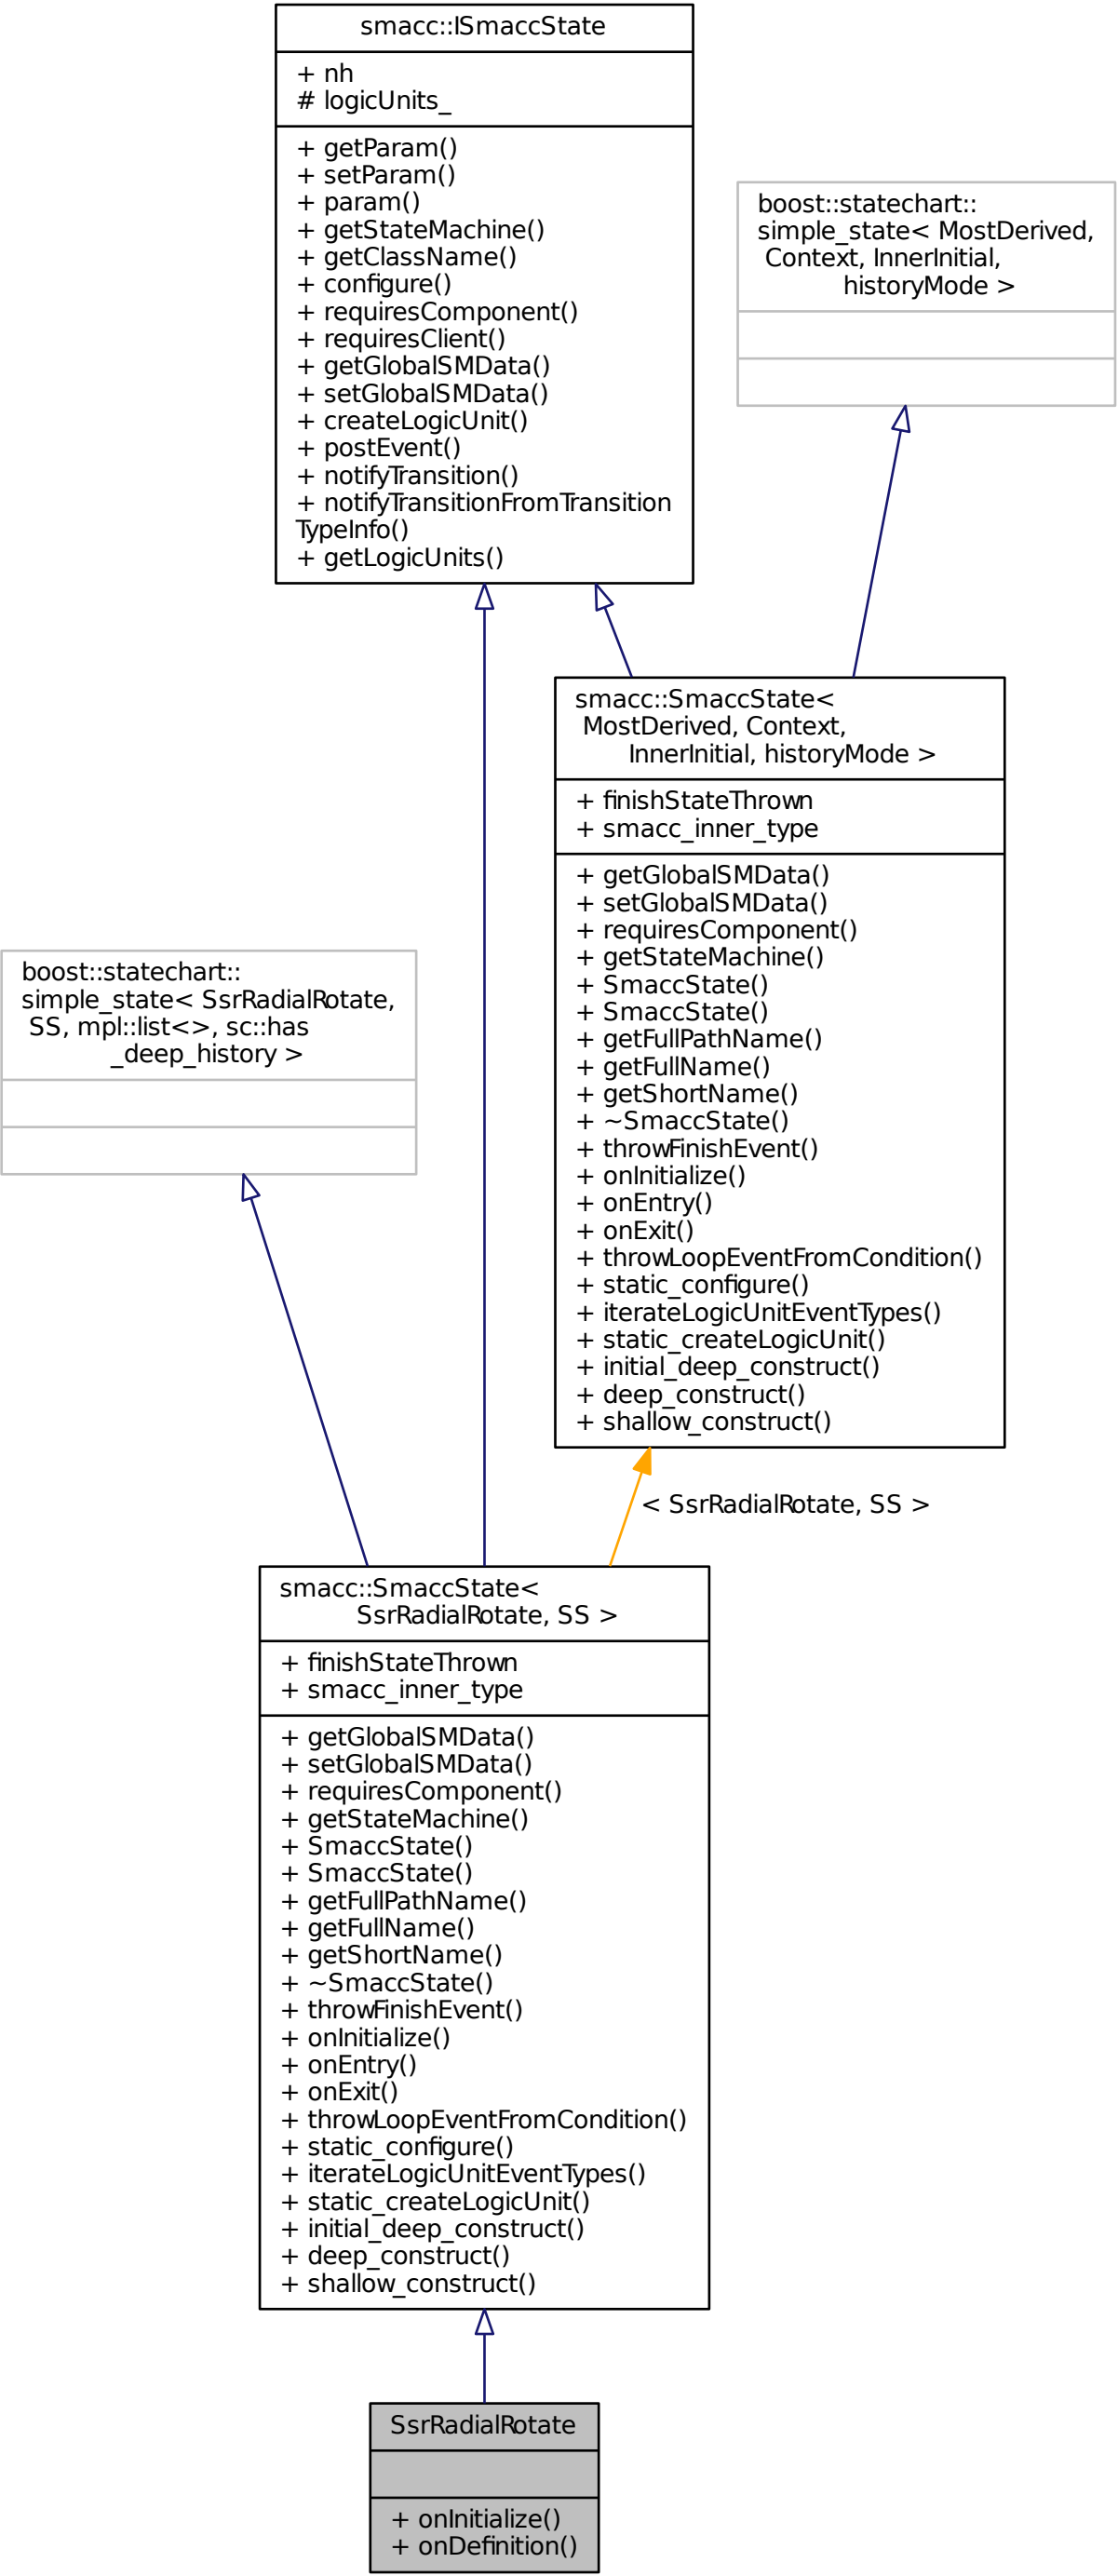 smacc::ISmaccState
+ nh
# logicUnits_
+ getParam()
+ setParam()
+ param()
+ getStateMachine()
+ getClassName()
+ configure()
+ requiresComponent()
+ requiresClient()
+ getGlobalSMData()
+ setGlobalSMData()
+ createLogicUnit()
+ postEvent()
+ notifyTransition()
+ notifyTransitionFromTransition
TypeInfo()
+ getLogicUnits()
boost::statechart::
simple_state< MostDerived,
Context, InnerInitial,
historyMode >
smacc::SmaccState<
MostDerived, Context,
InnerInitial, historyMode >
+ finishStateThrown
+ smacc_inner_type
+ getGlobalSMData()
+ setGlobalSMData()
+ requiresComponent()
+ getStateMachine()
+ SmaccState()
+ SmaccState()
+ getFullPathName()
+ getFullName()
+ getShortName()
+ ~SmaccState()
+ throwFinishEvent()
+ onInitialize()
+ onEntry()
+ onExit()
+ throwLoopEventFromCondition()
+ static_configure()
+ iterateLogicUnitEventTypes()
+ static_createLogicUnit()
+ initial_deep_construct()
+ deep_construct()
+ shallow_construct()
boost::statechart::
simple_state< SsrRadialRotate,
SS, mpl::list<>, sc::has
_deep_history >
< SsrRadialRotate, SS >
smacc::SmaccState<
SsrRadialRotate, SS >
+ finishStateThrown
+ smacc_inner_type
+ getGlobalSMData()
+ setGlobalSMData()
+ requiresComponent()
+ getStateMachine()
+ SmaccState()
+ SmaccState()
+ getFullPathName()
+ getFullName()
+ getShortName()
+ ~SmaccState()
+ throwFinishEvent()
+ onInitialize()
+ onEntry()
+ onExit()
+ throwLoopEventFromCondition()
+ static_configure()
+ iterateLogicUnitEventTypes()
+ static_createLogicUnit()
+ initial_deep_construct()
+ deep_construct()
+ shallow_construct()
SsrRadialRotate
+ onInitialize()
+ onDefinition()